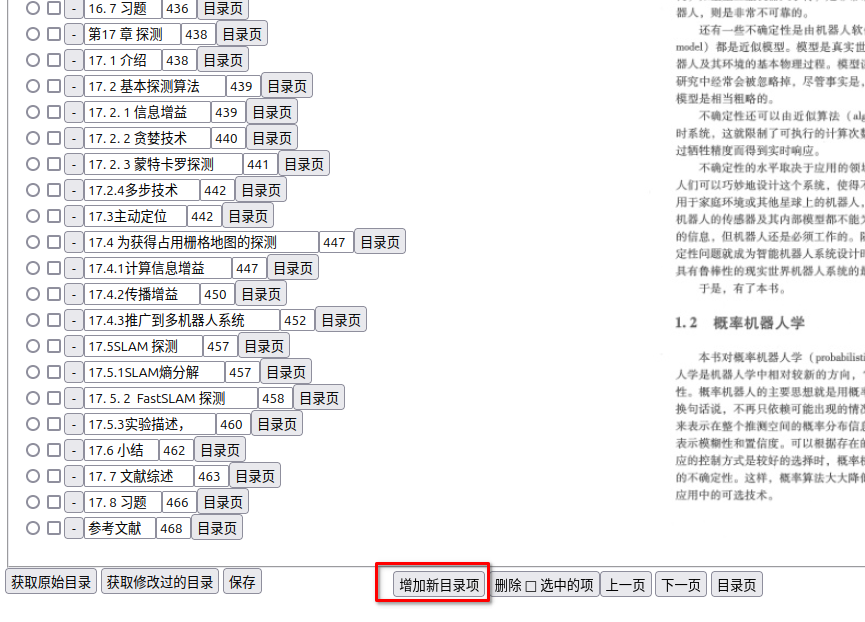 - 16. 7 习题 436 目录页
- 第17 章 探测 438 目录页
- 17. 1 介绍 438 目录页
- 17. 2 基本探测算法 439 目录页
- 17. 2. 1 信息增益 439 目录页
- 17. 2. 2 贪婪技术 440 目录页
- 17. 2. 3 蒙特卡罗探测 441 目录页
- 17.2.4多步技术 442 目录页
- 17.3主动定位 442 目录页
- 17.4 为获得占用栅格地图的探测 447 目录页
- 17.4.1计算信息增益 447 目录页
- 17.4.2传播增益 450 目录页
- 17.4.3推广到多机器人系统 452 目录页
- 17.5SLAM 探测 457 目录页
- 17.5.1SLAM熵分解 457 目录页
- 17. 5. 2 FastSLAM 探测 458 目录页
- 17.5.3实验描述， 460 目录页
- 17.6 小结 462 目录页
- 17. 7 文献综述 463 目录页
- 17. 8 习题 466 目录页
- 参考文献 468 目录页
器人，则是非常不可靠的。
还有一些不确定性是由机器人软
model）都是近似模型。模型是真实世
器人及其环境的基本物理过程。模型
研究中经常会被忽略掉，尽管事实是，
模型是相当粗略的。
不确定性还可以由近似算法（alg
时系统，这就限制了可执行的计算次数
过牺牲精度而得到实时响应。
不确定性的水平取决于应用的领域
人们可以巧妙地设计这个系统，使得不
用于家庭环境或其他星球上的机器人，
机器人的传感器及其内部模型都不能为
的信息，但机器人还是必须工作的。
定性问题就成为智能机器人系统设计时
具有鲁棒性的现实世界机器人系统的最
于是，有了本书。
1. 2 概率机器人学
本书对概率机器人学（probabilisti
人学是机器人学中相对较新的方向，
性。概率机器人的主要思想就是用概率
换句话说，不再只依赖可能出现的情况
来表示在整个推测空间的概率分布信息
表示模糊性和置信度。可以根据存在的
应的控制方式是较好的选择时，概率机
的不确定性。这样，概率算法大大降低
应用中的可选技术。
获取原始目录 获取修改过的目录 保存 增加新目录项 删除 选中的项 上一页 下一页 目录页